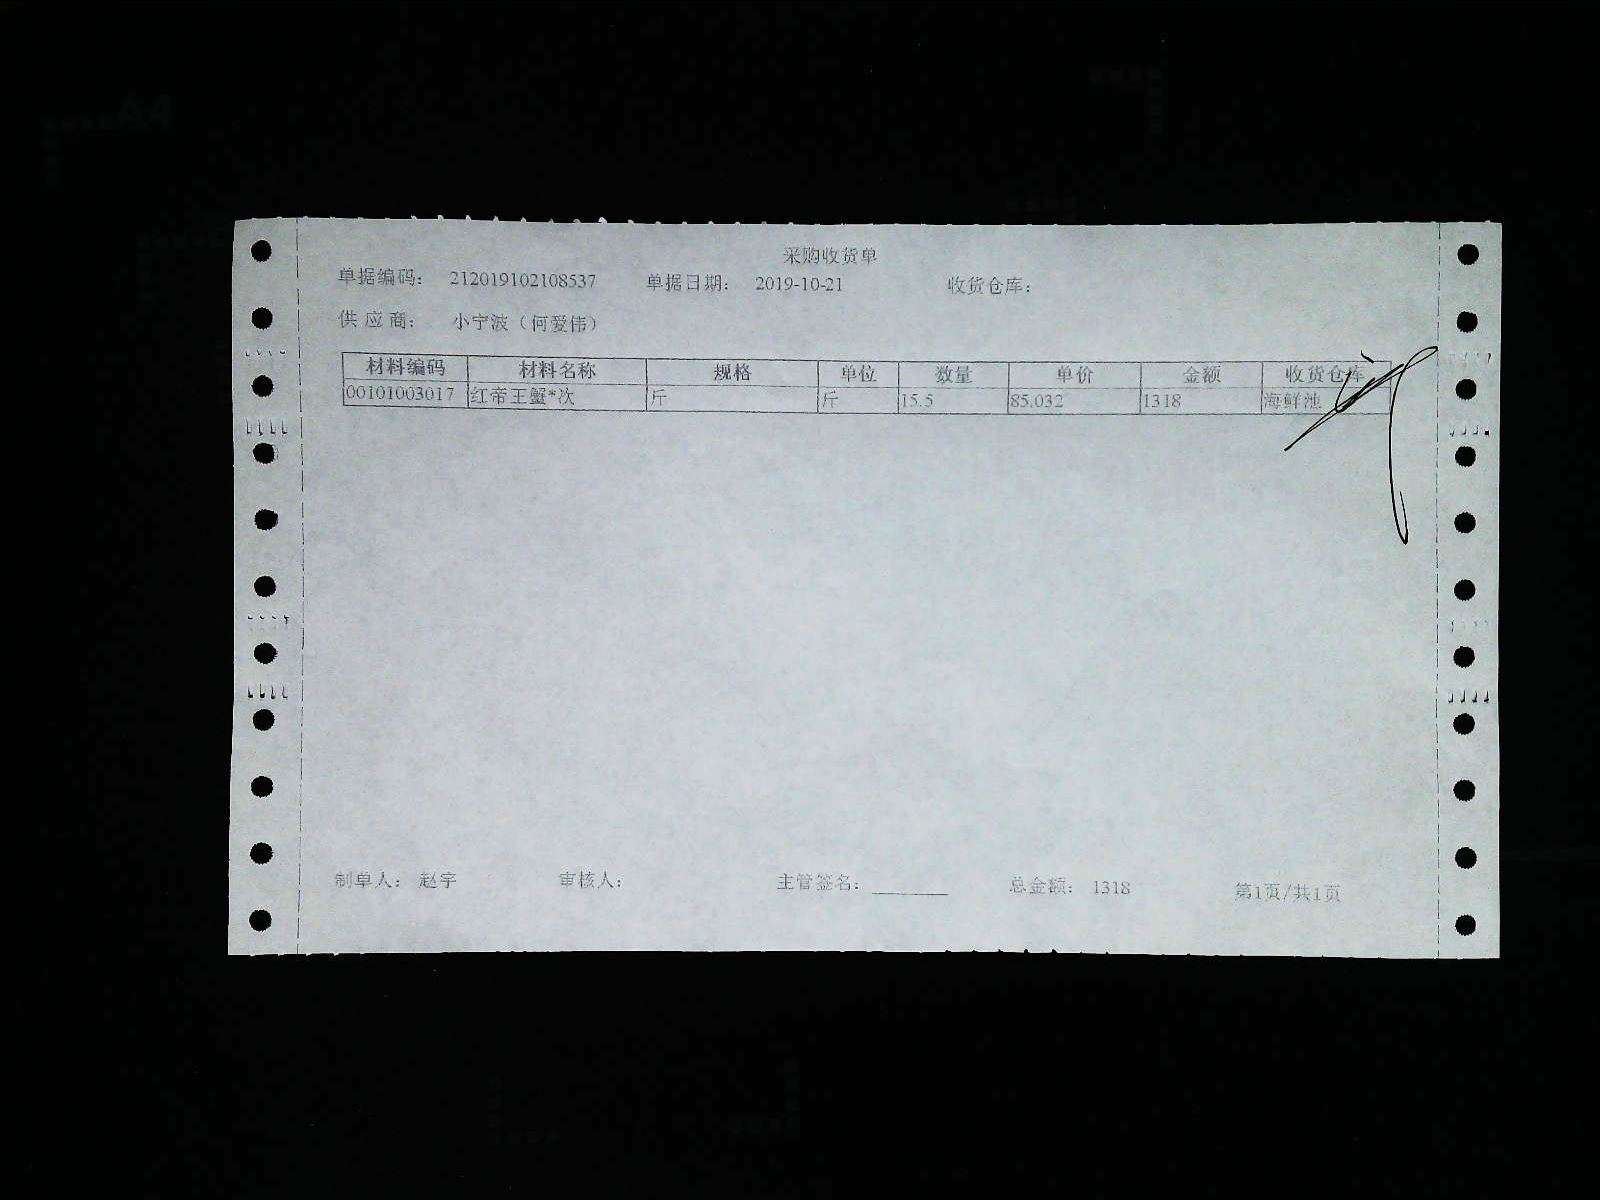 采购收货单
单据编码： 212019102108537 单据日期： 2019-10-21 收货仓库：
供应商： 小宁波（何爱伟）
材料编码 材料名称 规格 单位 数量 单价 金额 收货仓库
00101003017 红帝王蟹*次 斤 斤 15.5 85.032 1318 海鲜池
制单人： 赵宇 审核人： 主管签名：________ 总金额： 1318 第1页/共1页